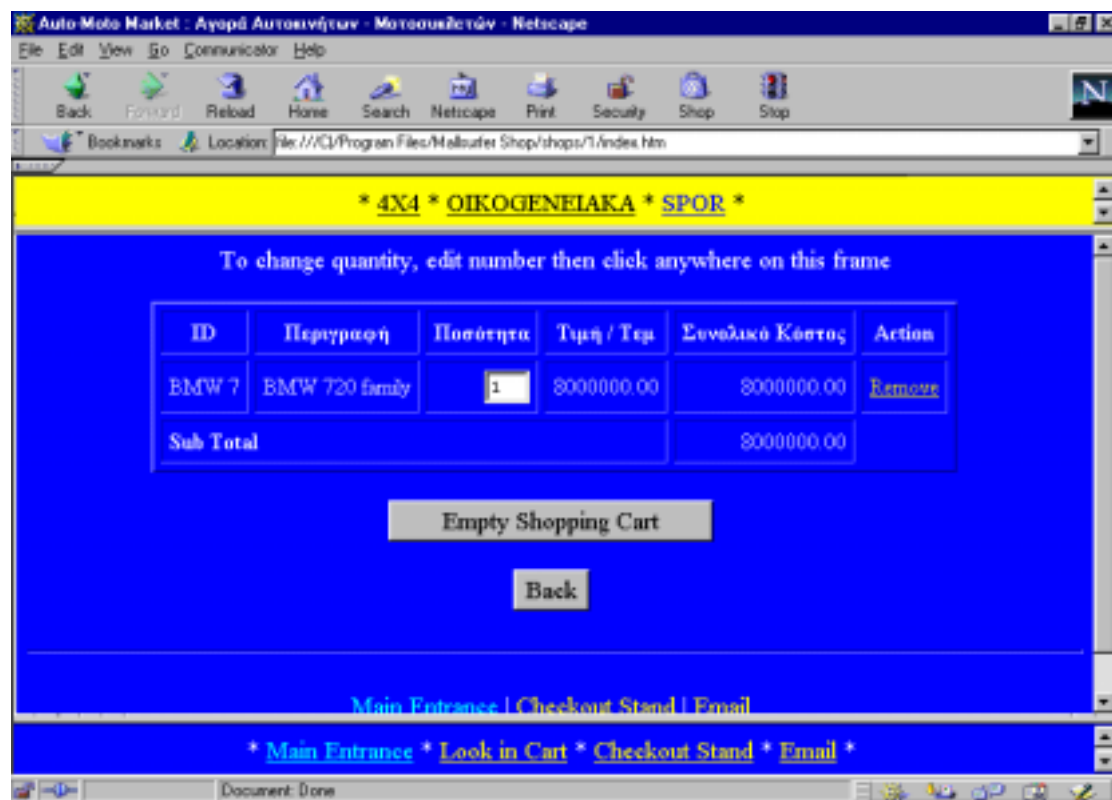 Auto-Moto Market : Αγορά Αυτοκινήτων - Μοτοσυκλετών - Netscape
File Edit View Go Communicator Help
Back Forward Reload Home Search Netscape Print Security Shop Stop
Bookmarks Location: file:///C|/Program Files/Mallsurfer Shop/shops/1/index.htm
* 4X4 * OIKOGENEIAKA * SPOR *
To change quantity, edit number then click anywhere on this frame
ID Περιγραφή Ποσότητα Τιμή / Τεμ Συνολικό Κόστος Action
BMW 7 BMW 720 family 1 8000000.00 8000000.00 Remove
Sub Total 8000000.00
Empty Shopping Cart
Back
Main Entrance | Checkout Stand | Email
* Main Entrance * Look in Cart * Checkout Stand * Email *
Document: Done